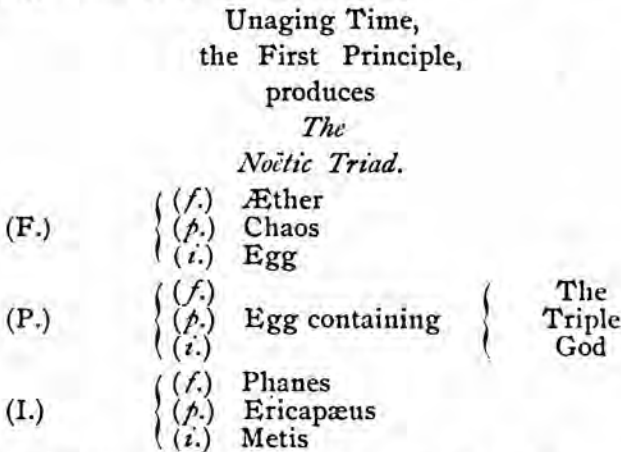 Unaging Time,
the First Principle,
produces
The
Noëtic Triad.
(F.) { (f.) Æther
(p.) Chaos
(i.) Egg
(P.) { (f.)
(p.) Egg containing { The Triple God
(i.)
(I.) { (f.) Phanes
(p.) Ericapæus
(i.) Metis